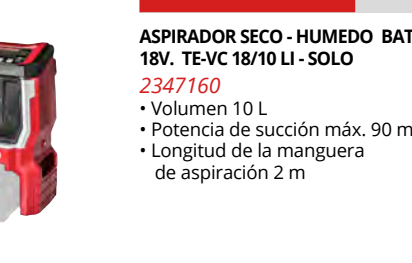 ASPIRADOR SECO - HUMEDO BAT
18V. TE-VC 18/10 LI - SOLO
2347160
• Volumen 10 L
• Potencia de succión máx. 90 m
• Longitud de la manguera
de aspiración 2 m